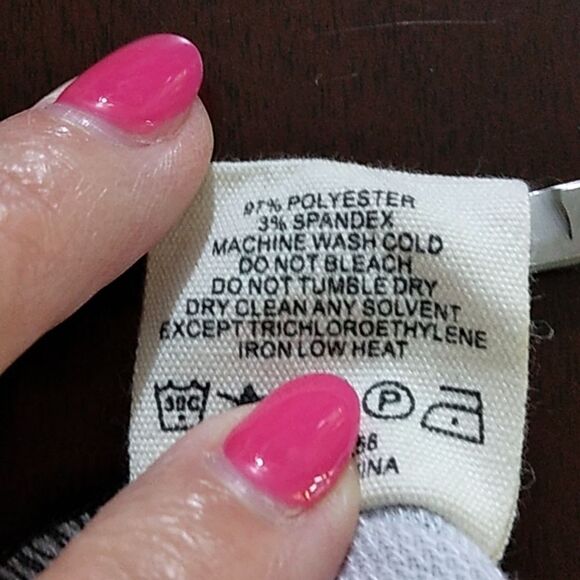 97% POLYESTER
3% SPANDEX
MACHINE WASH COLD
DO NOT BLEACH
DO NOT TUMBLE DRY
DRY CLEAN ANY SOLVENT
EXCEPT TRICHLOROETHYLENE
IRON LOW HEAT
30C P